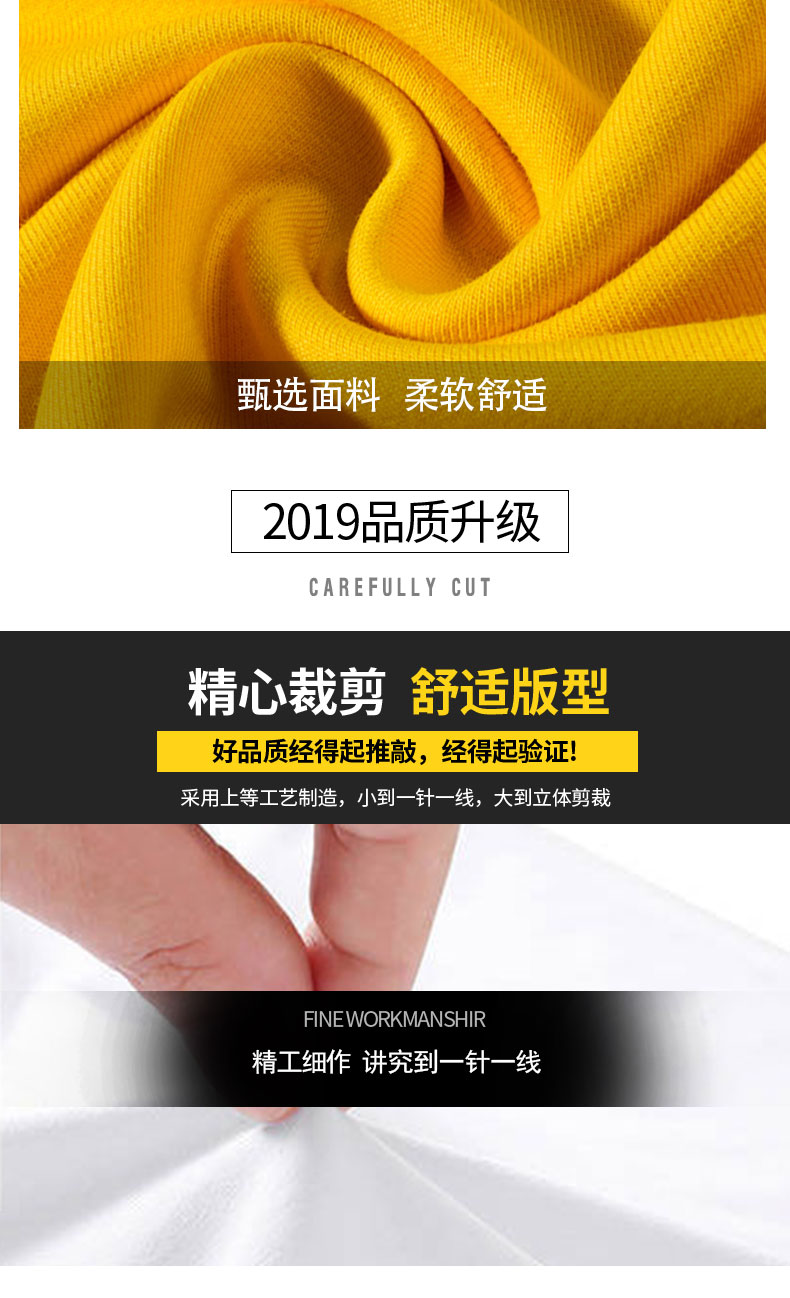 甄选面料 柔软舒适
2019品质升级
CAREFULLY CUT
精心裁剪 舒适版型
好品质经得起推敲，经得起验证!
采用上等工艺制造，小到一针一线，大到立体剪裁
FINE WORKMANSHIR
精工细作 讲究到一针一线